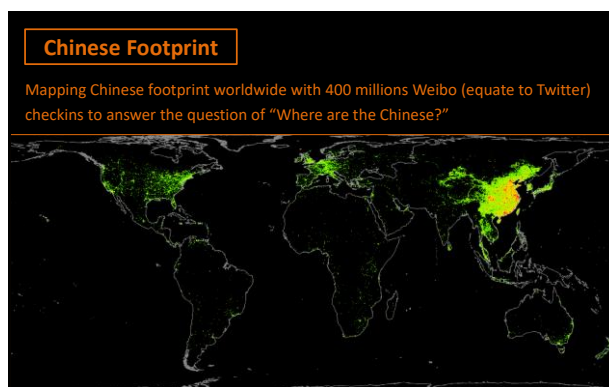 Chinese Footprint
Mapping Chinese footprint worldwide with 400 millions Weibo (equate to Twitter)
checkins to answer the question of “Where are the Chinese?”